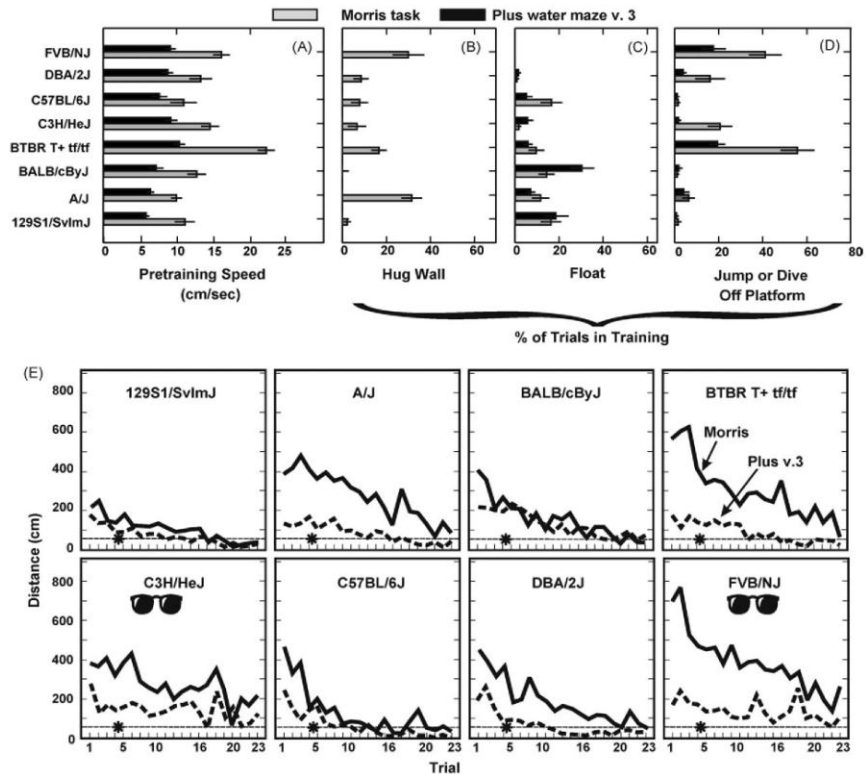 Morris task Plus water maze v. 3
(A) (B) (C) (D)
FVB/NJ
DBA/2J
C57BL/6J
C3H/HeJ
BTBR T+ tf/tf
BALB/cByJ
A/J
129S1/SvImJ
0 5 10 15 20 25
0 20 40 60
0 20 40 60
0 20 40 60 80
Pretraining Speed
(cm/sec)
Hug Wall
Float
Jump or Dive
Off Platform
% of Trials in Training
(E)
800
600
400
200
0
129S1/SvImJ
A/J
BALB/cByJ
BTBR T+ tf/tf
Morris
Plus v.3
Distance (cm)
800
600
400
200
0
C3H/HeJ
C57BL/6J
DBA/2J
FVB/NJ
1 5 10 16 20 23
1 5 10 16 20 23
1 5 10 16 20 23
1 5 10 16 20 23
Trial